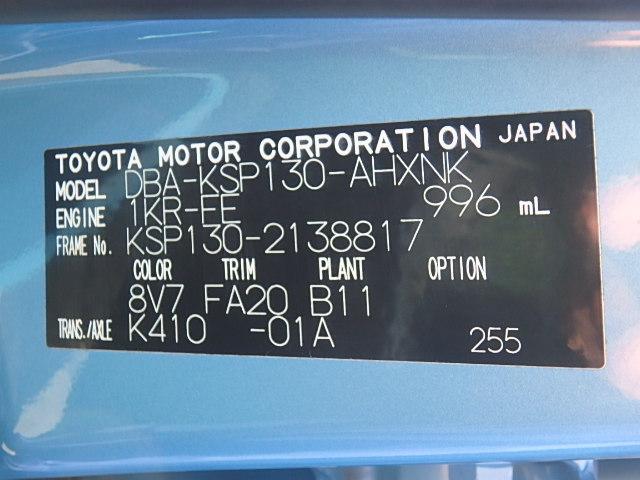 TOYOTA MOTOR CORPORATION JAPAN
MODEL DBA-KSP130-AHXNK
ENGINE 1KR-FE 996 mL
FRAME No. KSP130-2138817
COLOR TRIM PLANT OPTION
8V7 FA20 B11
TRANS./AXLE K410 -01A 255